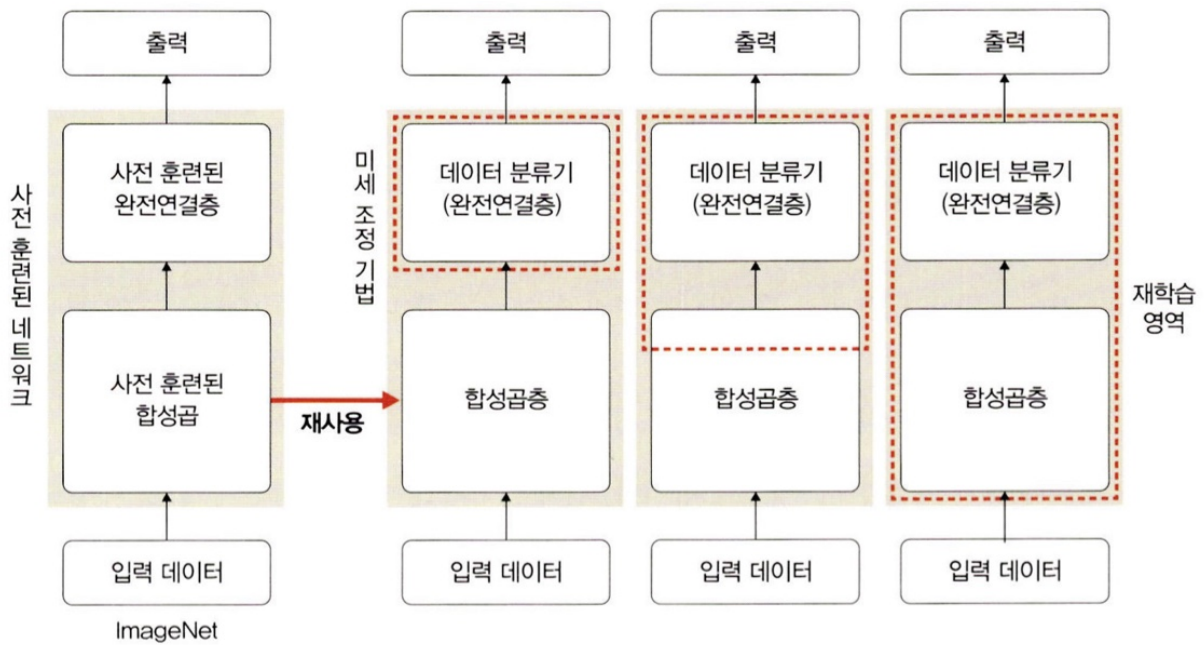 출력
출력
출력
출력
사전 훈련된 네트워크
사전 훈련된
완전연결층
미세 조정 기법
데이터 분류기
(완전연결층)
데이터 분류기
(완전연결층)
데이터 분류기
(완전연결층)
재학습
영역
사전 훈련된
합성곱
재사용
합성곱층
합성곱층
합성곱층
입력 데이터
입력 데이터
입력 데이터
입력 데이터
ImageNet